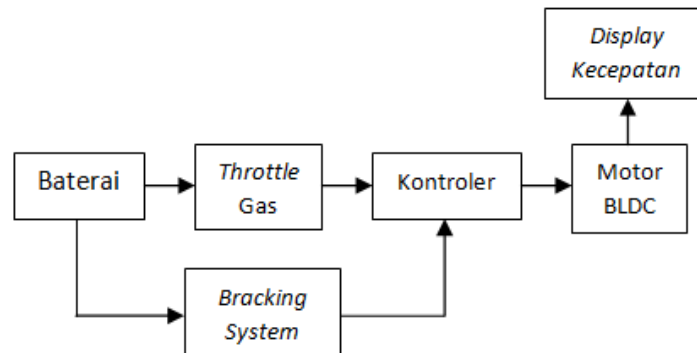 Display
Kecepatan
Baterai
Throttle
Gas
Kontroler
Motor
BLDC
Bracking
System